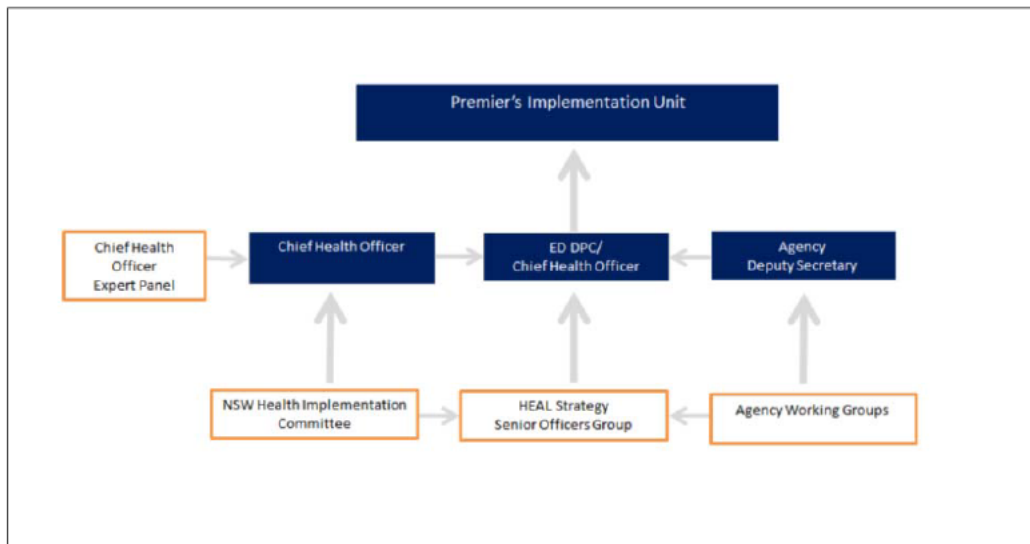 Premier's Implementation Unit
Chief Health
Officer
Expert Panel
Chief Health Officer
ED DPC/
Chief Health Officer
Agency
Deputy Secretary
NSW Health Implementation
Committee
HEAL Strategy
Senior Officers Group
Agency Working Groups